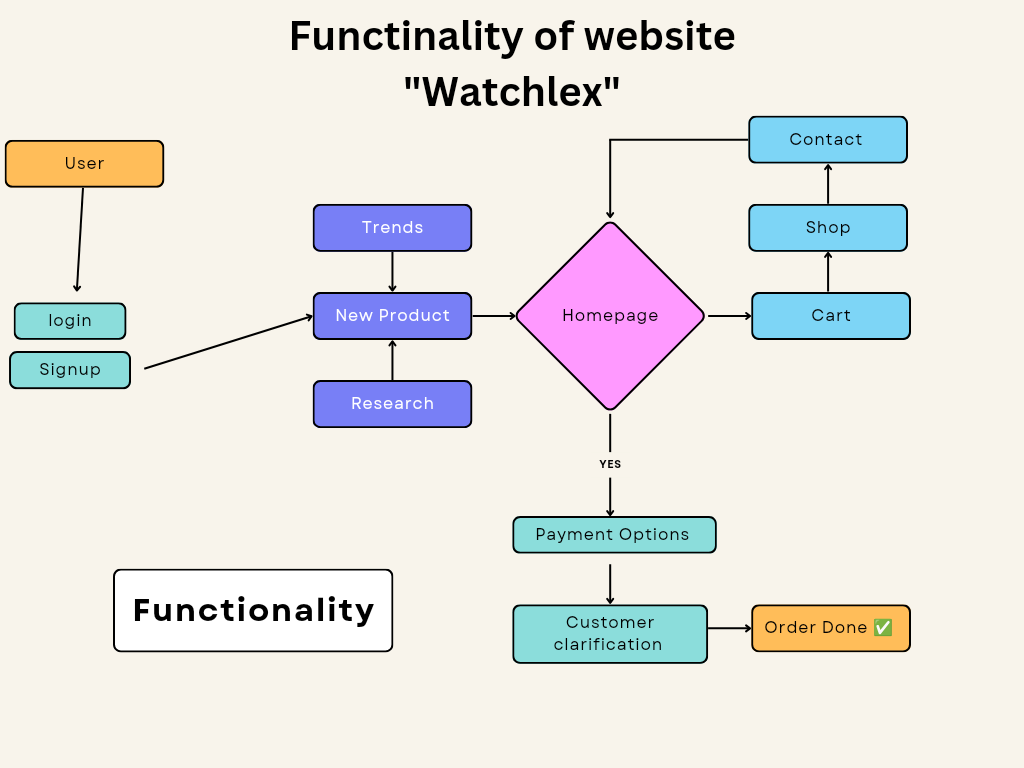 Functinality of website
"Watchlex"
User
login
Signup
Trends
New Product
Research
Homepage
Contact
Shop
Cart
YES
Payment Options
Customer
clarification
Order Done ✅
Functionality